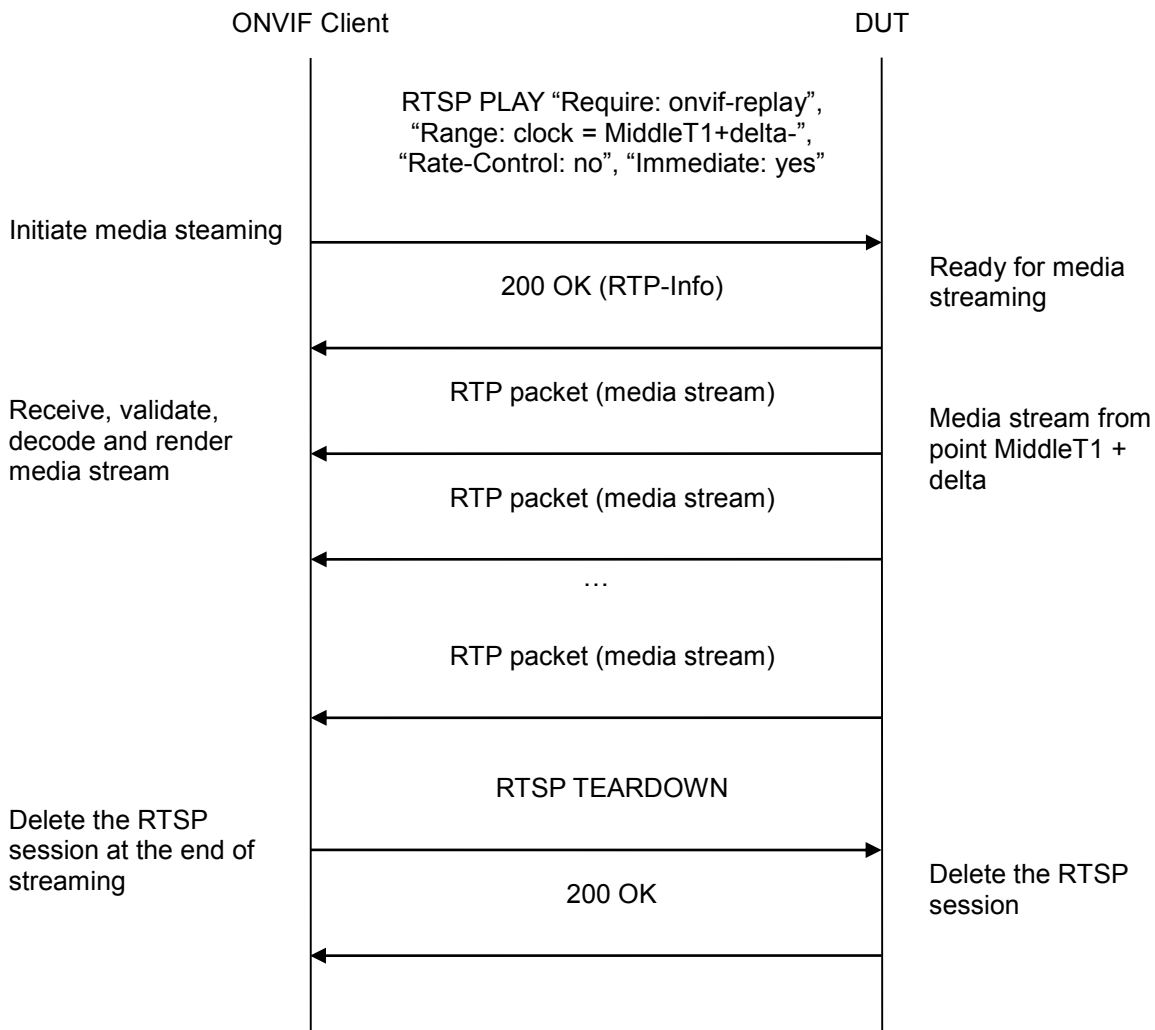 ONVIF Client
DUT
RTSP PLAY “Require: onvif-replay”,
“Range: clock = MiddleT1+delta-”,
“Rate-Control: no”, “Immediate: yes”
Initiate media steaming
Ready for media
streaming
200 OK (RTP-Info)
RTP packet (media stream)
Receive, validate,
decode and render
media stream
Media stream from
point MiddleT1 +
delta
RTP packet (media stream)
…
RTP packet (media stream)
RTSP TEARDOWN
Delete the RTSP
session at the end of
streaming
200 OK
Delete the RTSP
session